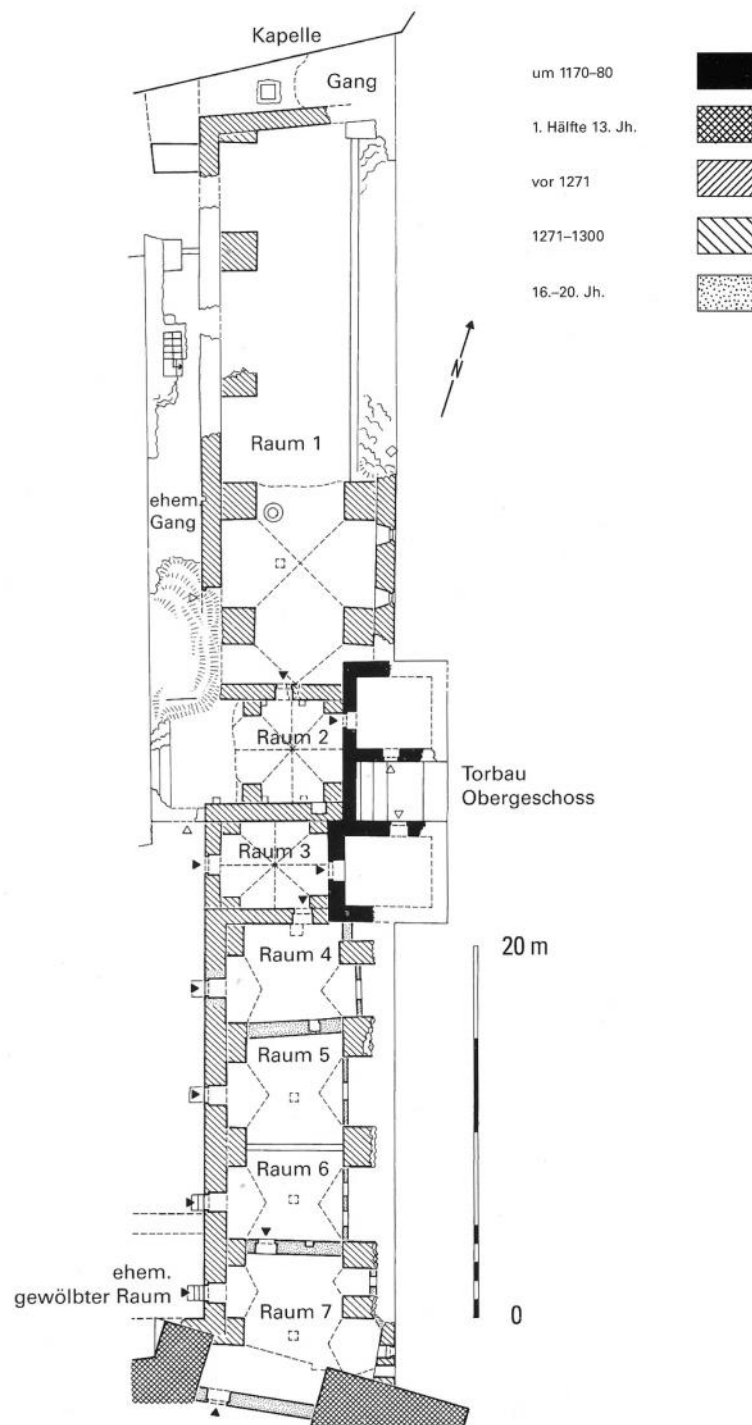 Kapelle
Gang
um 1170–80
1. Hälfte 13. Jh.
vor 1271
1271–1300
16.–20. Jh.
N
Raum 1
ehem.
Gang
Raum 2
Torbau
Obergeschoss
Raum 3
20 m
Raum 4
Raum 5
Raum 6
ehem.
gewölbter Raum
Raum 7
0